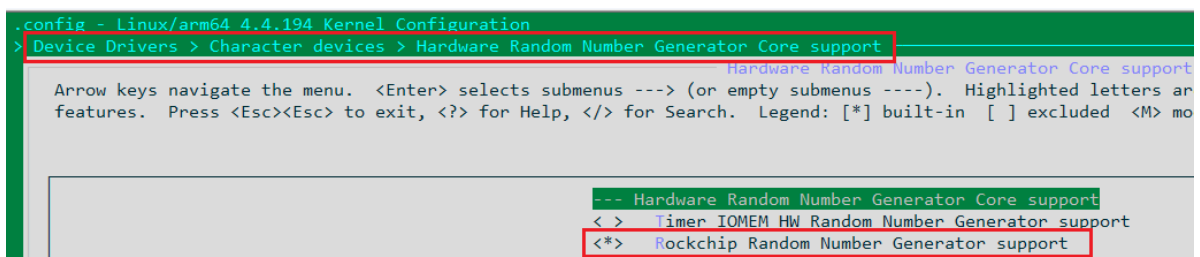 .config - Linux/arm64 4.4.194 Kernel Configuration
> Device Drivers > Character devices > Hardware Random Number Generator Core support
Hardware Random Number Generator Core support
Arrow keys navigate the menu. <Enter> selects submenus ---> (or empty submenus ----). Highlighted letters ar
features. Press <Esc><Esc> to exit, <?> for Help, </> for Search. Legend: [*] built-in [ ] excluded <M> mo
--- Hardware Random Number Generator Core support
< > Timer IOMEM HW Random Number Generator support
<*> Rockchip Random Number Generator support